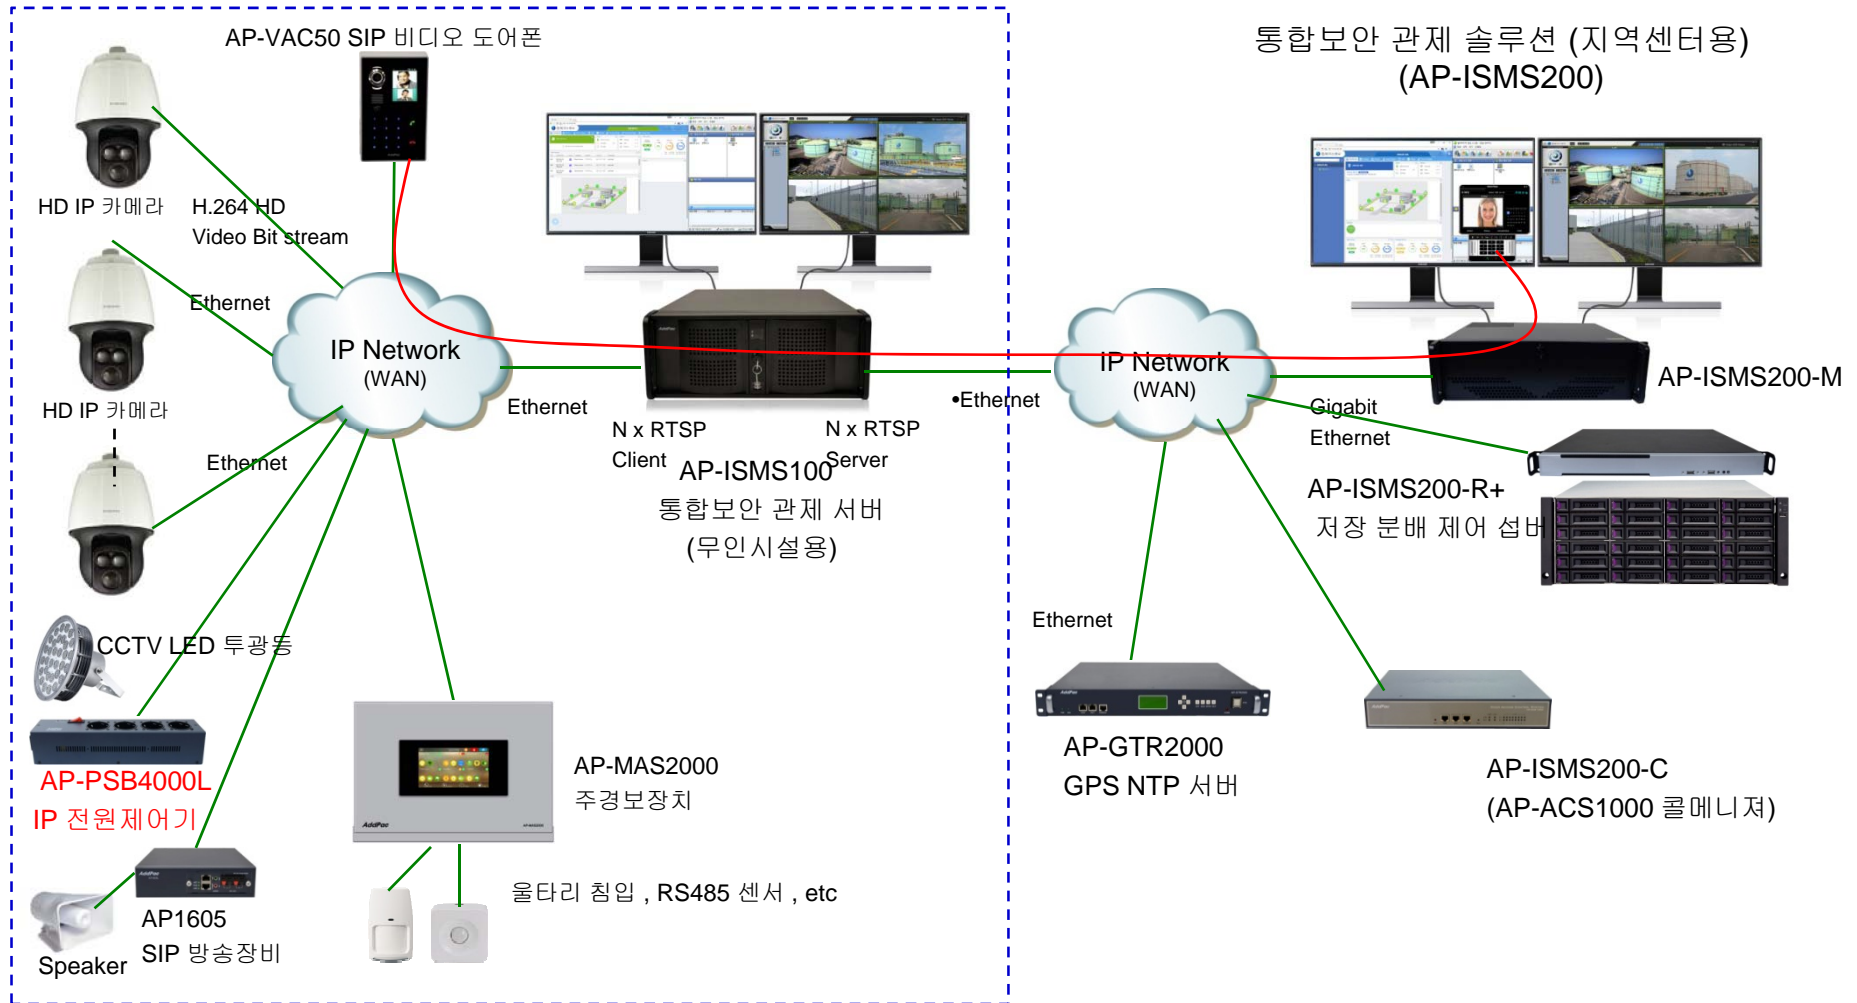 AP-VAC50 SIP 비디오 도어폰
통합보안 관제 솔루션 (지역센터용)
(AP-ISMS200)
HD IP 카메라
H.264 HD
Video Bit stream
Ethernet
IP Network
(WAN)
HD IP 카메라
Ethernet
Ethernet
N x RTSP
Client
N x RTSP
Server
AP-ISMS100
통합보안 관제 서버
(무인시설용)
•Ethernet
IP Network
(WAN)
AP-ISMS200-M
Gigabit
Ethernet
AP-ISMS200-R+
저장 분배 제어 섭버
Ethernet
CCTV LED 투광등
AP-PSB4000L
IP 전원제어기
AddPac
AP-MAS2000
주경보장치
AP-GTR2000
GPS NTP 서버
AP-ISMS200-C
(AP-ACS1000 콜메니져)
울타리 침입 , RS485 센서 , etc
AP1605
SIP 방송장비
Speaker